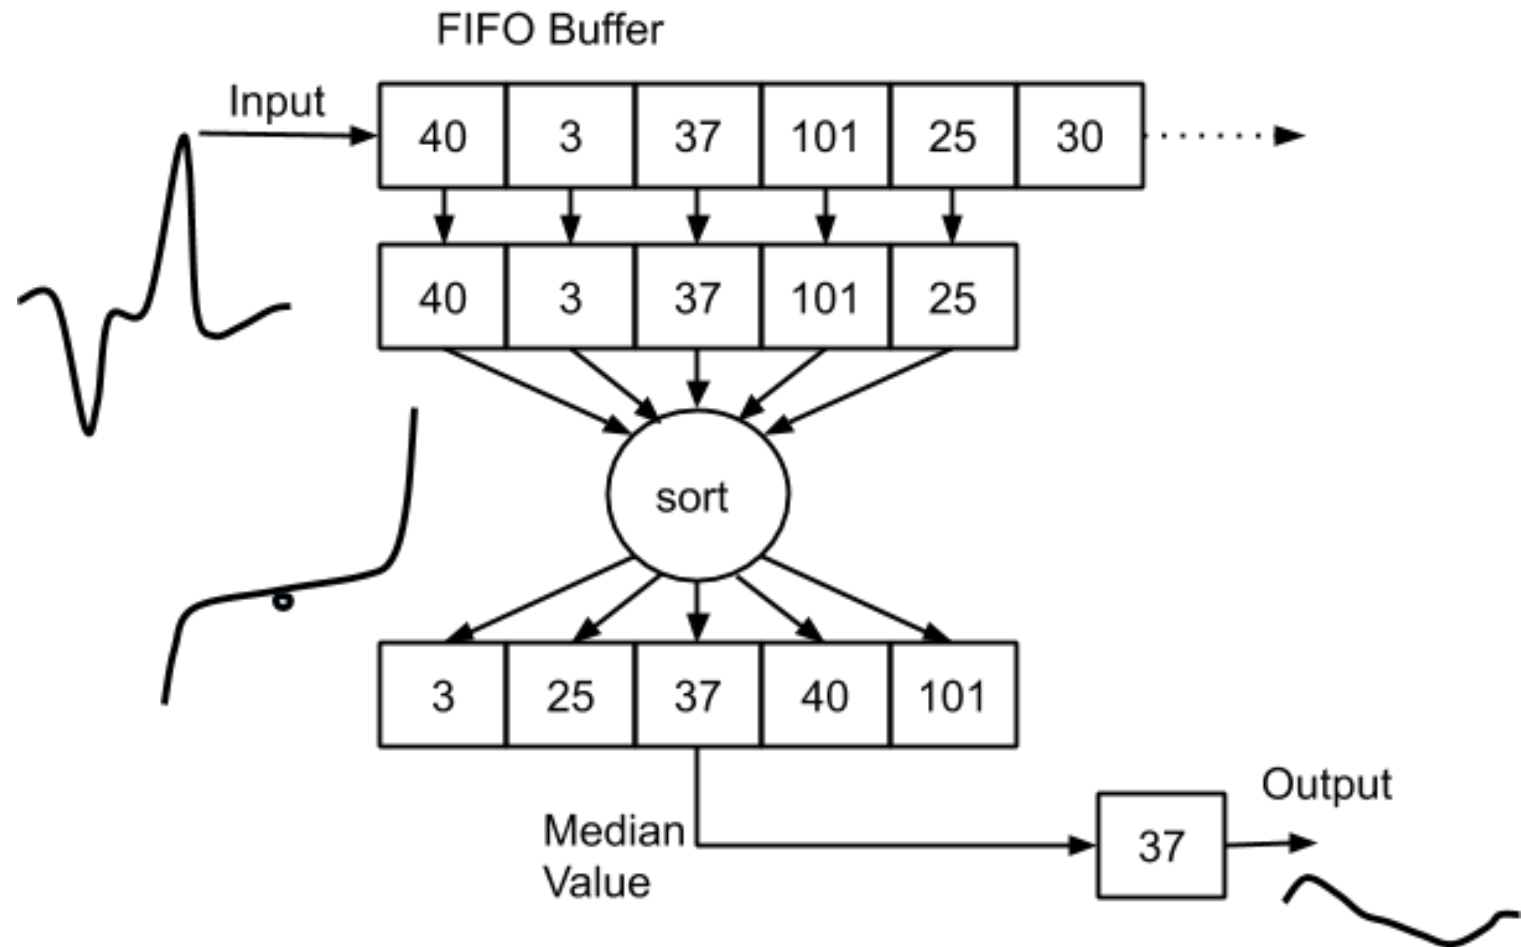 FIFO Buffer
Input
40 3 37 101 25 30
40 3 37 101 25
sort
3 25 37 40 101
Output
Median
Value
37